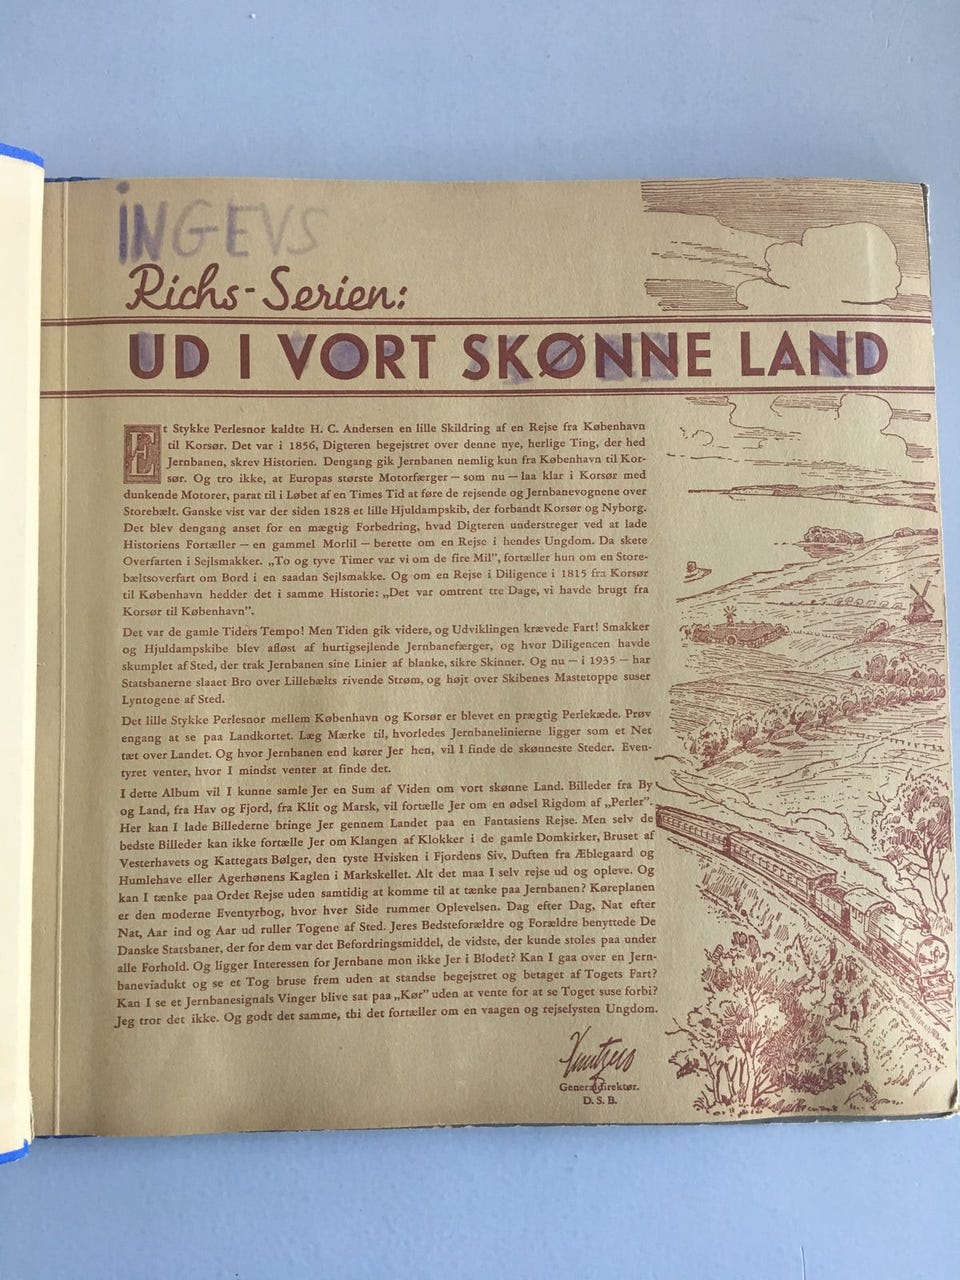 INGEVS
Richs-Serien:
UD I VORT SKØNNE LAND
Et Stykke Perlesnor kaldte H. C. Andersen en lille Skildring af en Rejse fra København
til Korsør. Det var i 1856, Digteren begejstret over denne nye, herlige Ting, der hed
Jernbanen, skrev Historien. Dengang gik Jernbanen nemlig kun fra København til Kor-
sør. Og tro ikke, at Europas største Motorfærger — som nu — laa klar i Korsør med
dunkende Motorer, parat til i Løbet af en Times Tid at føre de rejsende og Jernbanevognene over
Storebælt. Ganske vist var der siden 1828 et lille Hjuldampskib, der forbandt Korsør og Nyborg.
Det blev dengang anset for en mægtig Forbedring, hvad Digteren understreger ved at lade
Historiens Fortæller — en gammel Morlil — berette om en Rejse i hendes Ungdom. Da skete
Overfarten i Sejlsmakker. „To og tyve Timer var vi om de fire Mil”, fortæller hun om en Store-
bæltsoverfart om Bord i en saadan Sejlsmakke. Og om en Rejse i Diligence i 1815 fra Korsør
til København hedder det i samme Historie: „Det var omtrent tre Dage, vi havde brugt fra
Korsør til København”.
Det var de gamle Tiders Tempo! Men Tiden gik videre, og Udviklingen krævede Fart! Smakker
og Hjuldampskibe blev afløst af hurtigsejlende Jernbanefærger, og hvor Diligencen havde
skumplet af Sted, der trak Jernbanen sine Linier af blanke, sikre Skinner. Og nu — i 1935 — har
Statsbanerne slaaet Bro over Lillebælts rivende Strøm, og højt over Skibenes Mastetoppe suser
Lyntogene af Sted.
Det lille Stykke Perlesnor mellem København og Korsør er blevet en prægtig Perlekæde. Prøv
engang at se paa Landkortet. Læg Mærke til, hvorledes Jernbanelinierne ligger som et Net
tæt over Landet. Og hvor Jernbanen end kører Jer hen, vil I finde de skønneste Steder. Even-
tyret venter, hvor I mindst venter at finde det.
I dette Album vil I kunne samle Jer en Sum af Viden om vort skønne Land. Billeder fra By
og Land, fra Hav og Fjord, fra Klit og Marsk, vil fortælle Jer om en ødsel Rigdom af „Perler”.
Her kan I lade Billederne bringe Jer gennem Landet paa en Fantasiens Rejse. Men selv de
bedste Billeder kan ikke fortælle Jer om Klangen af Klokker i de gamle Domkirker, Bruset af
Vesterhavets og Kattegats Bølger, den tyste Hvisken i Fjordens Siv, Duften fra Æblegaard og
Humlehave eller Agerhønens Kaglen i Markskellet. Alt det maa I selv rejse ud og opleve. Og
kan I tænke paa Ordet Rejse uden samtidig at komme til at tænke paa Jernbanen? Køreplanen
er den moderne Eventyrbog, hvor hver Side rummer Oplevelsen. Dag efter Dag, Nat efter
Nat, Aar ind og Aar ud ruller Togene af Sted. Jeres Bedsteforældre og Forældre benyttede De
Danske Statsbaner, der for dem var det Befordringsmiddel, de vidste, der kunde stoles paa under
alle Forhold. Og ligger Interessen for Jernbane mon ikke Jer i Blodet? Kan I gaa over en Jern-
baneviadukt og se et Tog bruse frem uden at standse begejstret og betaget af Togets Fart?
Kan I se et Jernbanesignals Vinger blive sat paa „Kør” uden at vente for at se Toget suse forbi?
Jeg tror det ikke. Og godt det samme, thi det fortæller om en vaagen og rejselysten Ungdom.
Generaldirektør.
D. S. B.